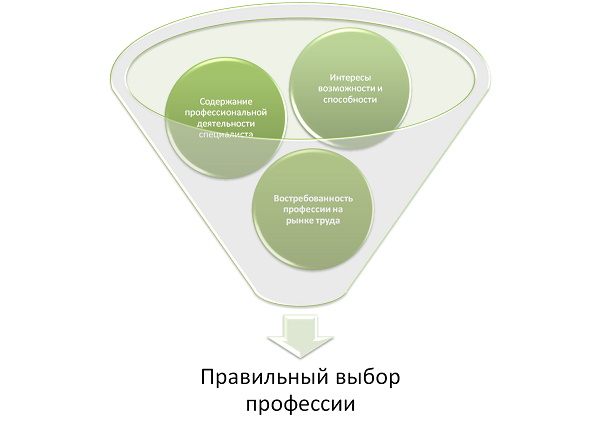 Содержание
профессиональной
деятельности
специалиста
Интересы
возможности и
способности
Востребованность
профессии на
рынке труда
Правильный выбор
профессии